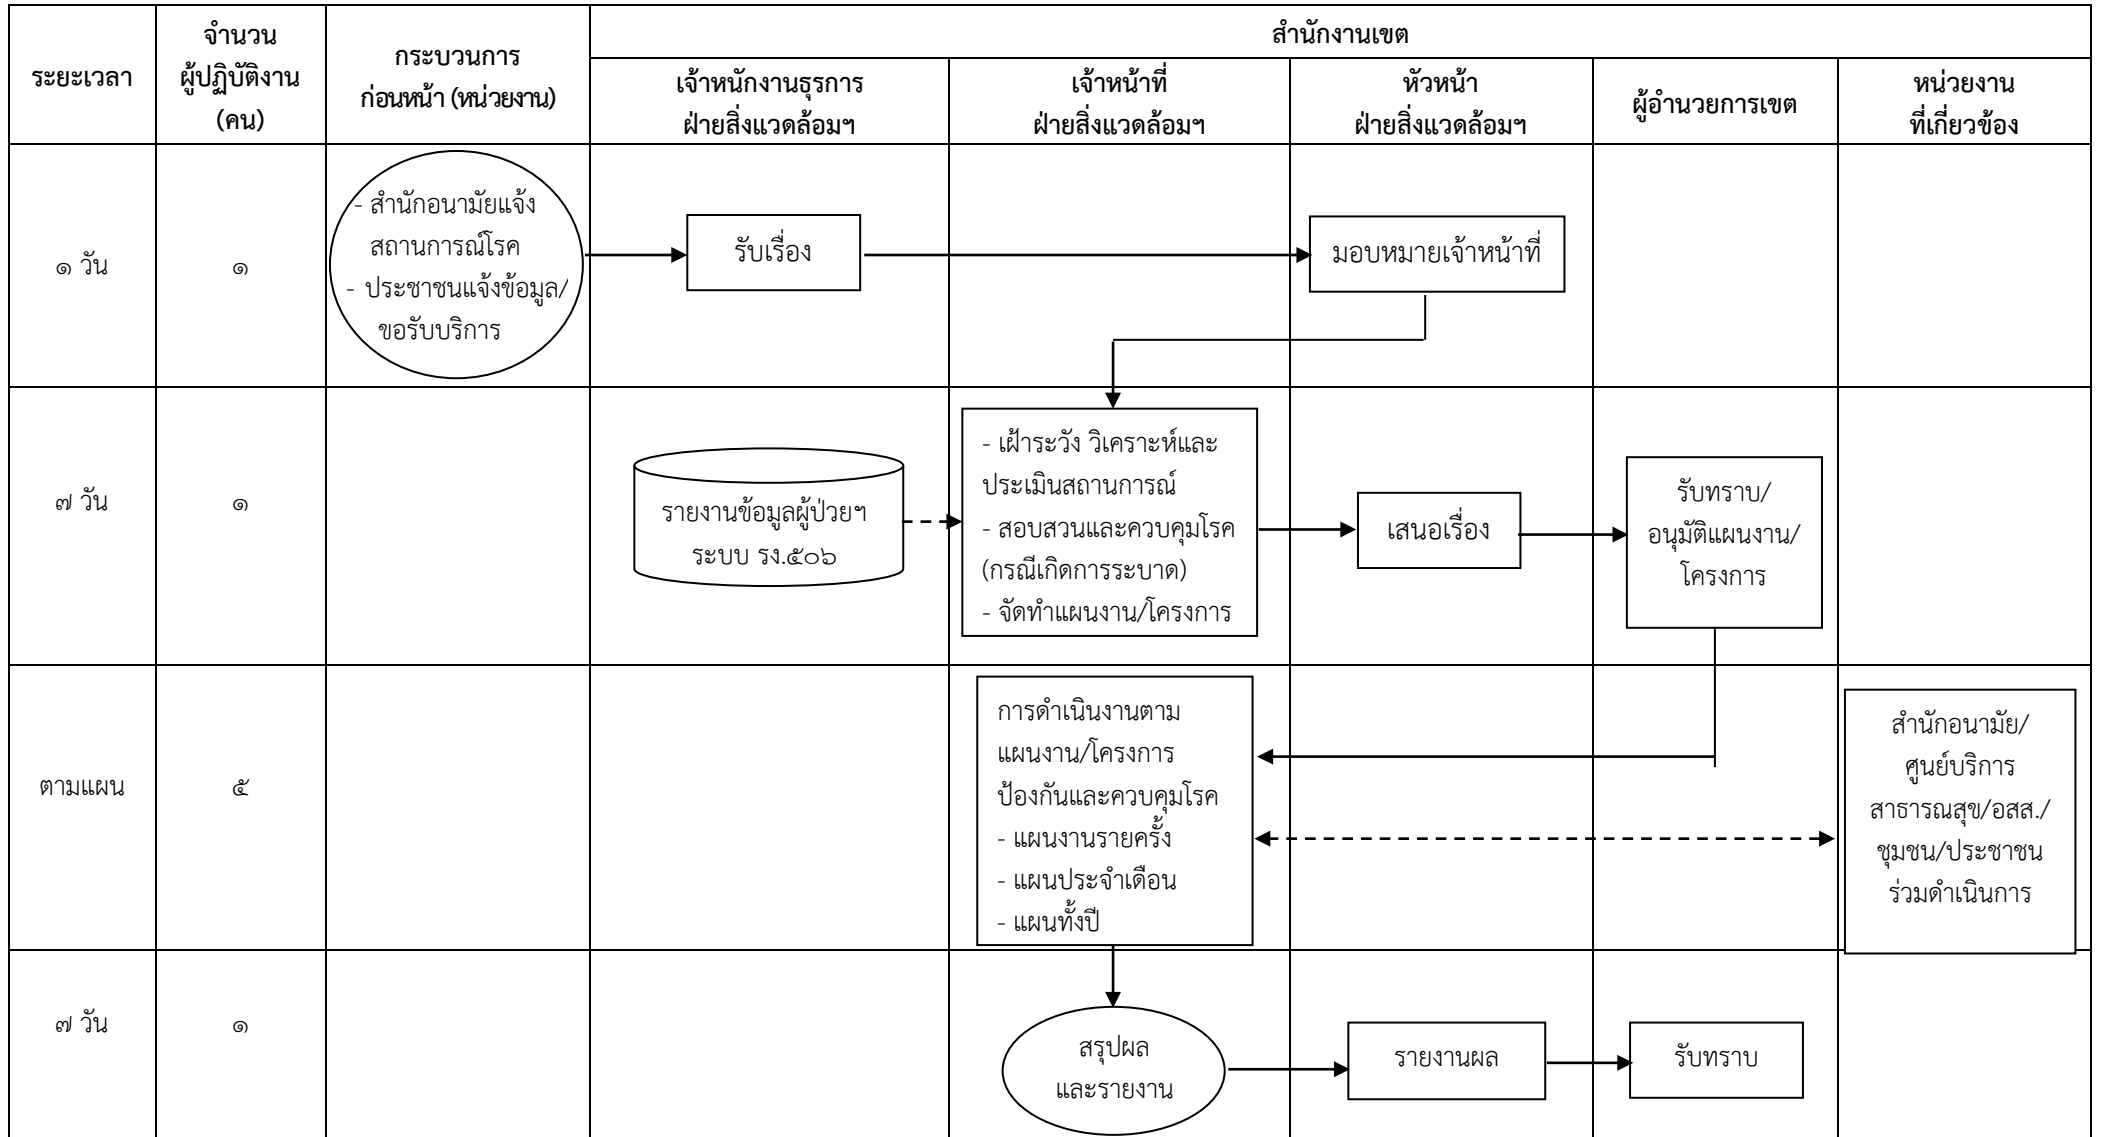 ระยะเวลา
จำนวน
ผู้ปฏิบัติงาน
(คน)
กระบวนการ
ก่อนหน้า (หน่วยงาน)
สำนักงานเขต
เจ้าหนักงานธุรการ
ฝ่ายสิ่งแวดล้อมฯ
เจ้าหน้าที่
ฝ่ายสิ่งแวดล้อมฯ
หัวหน้า
ฝ่ายสิ่งแวดล้อมฯ
ผู้อำนวยการเขต
หน่วยงาน
ที่เกี่ยวข้อง
๑ วัน
๑
- สำนักอนามัยแจ้ง
สถานการณ์โรค
- ประชาชนแจ้งข้อมูล/
ขอรับบริการ
รับเรื่อง
มอบหมายเจ้าหน้าที่
๗ วัน
๑
รายงานข้อมูลผู้ป่วยฯ
ระบบ รง.๕๐๖
- เฝ้าระวัง วิเคราะห์และ
ประเมินสถานการณ์
- สอบสวนและควบคุมโรค
(กรณีเกิดการระบาด)
- จัดทำแผนงาน/โครงการ
เสนอเรื่อง
รับทราบ/
อนุมัติแผนงาน/
โครงการ
ตามแผน
๕
การดำเนินงานตาม
แผนงาน/โครงการ
ป้องกันและควบคุมโรค
- แผนงานรายครั้ง
- แผนประจำเดือน
- แผนทั้งปี
สำนักอนามัย/
ศูนย์บริการ
สาธารณสุข/อสส./
ชุมชน/ประชาชน
ร่วมดำเนินการ
๗ วัน
๑
สรุปผล
และรายงาน
รายงานผล
รับทราบ